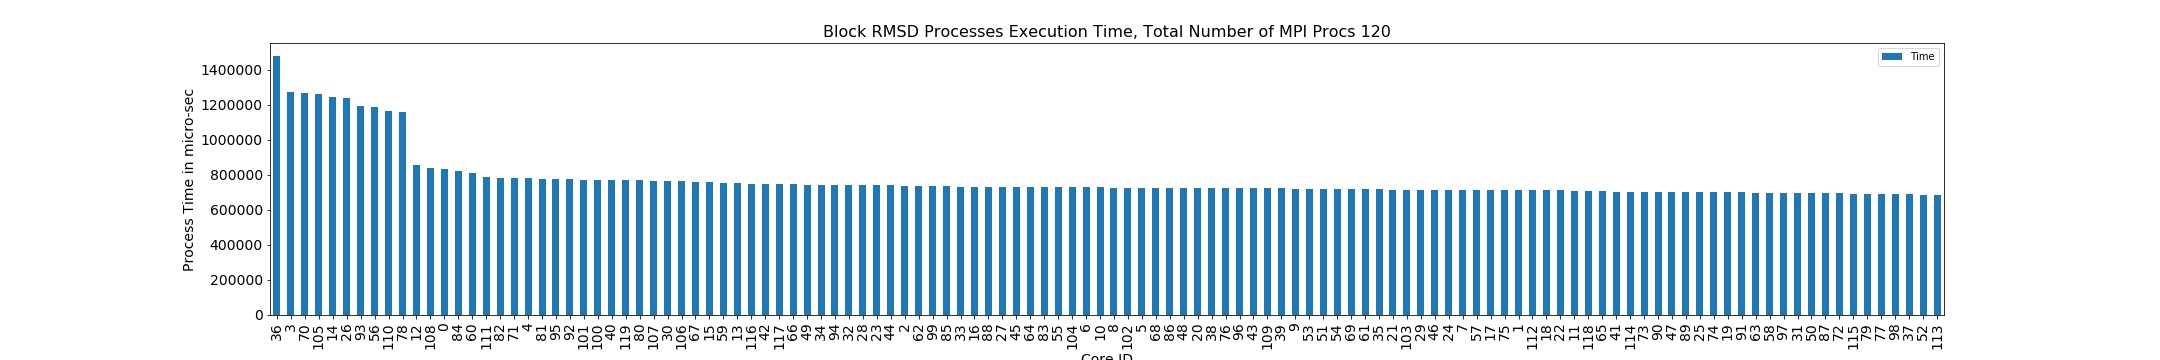 Block RMSD Processes Execution Time, Total Number of MPI Procs 120
Time
Process Time in micro-sec
1400000
1200000
1000000
800000
600000
400000
200000
0
36 3 70 105 14 26 93 56 110 78 12 108 0 84 60 111 82 71 4 81 95 92 101 100 40 119 80 107 30 106 67 15 59 13 116 42 117 66 49 34 94 32 28 23 44 2 62 99 85 33 16 88 27 45 64 83 55 104 6 10 8 102 5 68 86 48 20 38 76 96 43 109 39 9 53 51 54 69 61 35 21 103 29 46 24 7 57 17 75 1 112 18 22 11 118 65 41 114 73 90 47 89 25 74 19 91 63 58 97 31 50 87 72 115 79 77 98 37 52 113
Core ID